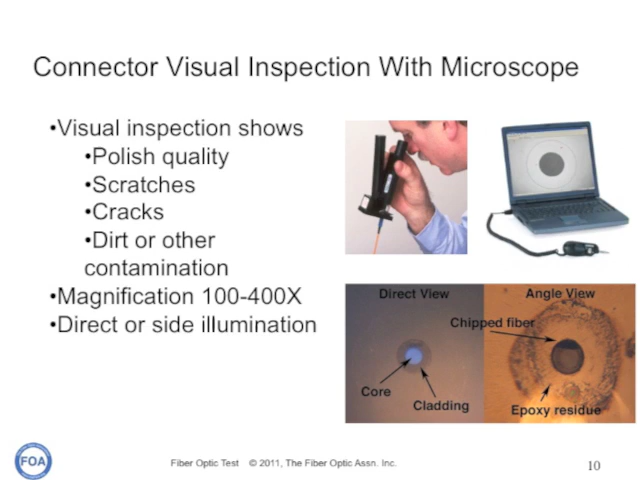 Connector Visual Inspection With Microscope
•Visual inspection shows
•Polish quality
•Scratches
•Cracks
•Dirt or other
contamination
•Magnification 100-400X
•Direct or side illumination
Direct View
Angle View
Chipped fiber
Core
Cladding
Epoxy residue
FOA
Fiber Optic Test © 2011, The Fiber Optic Assn. Inc.
10